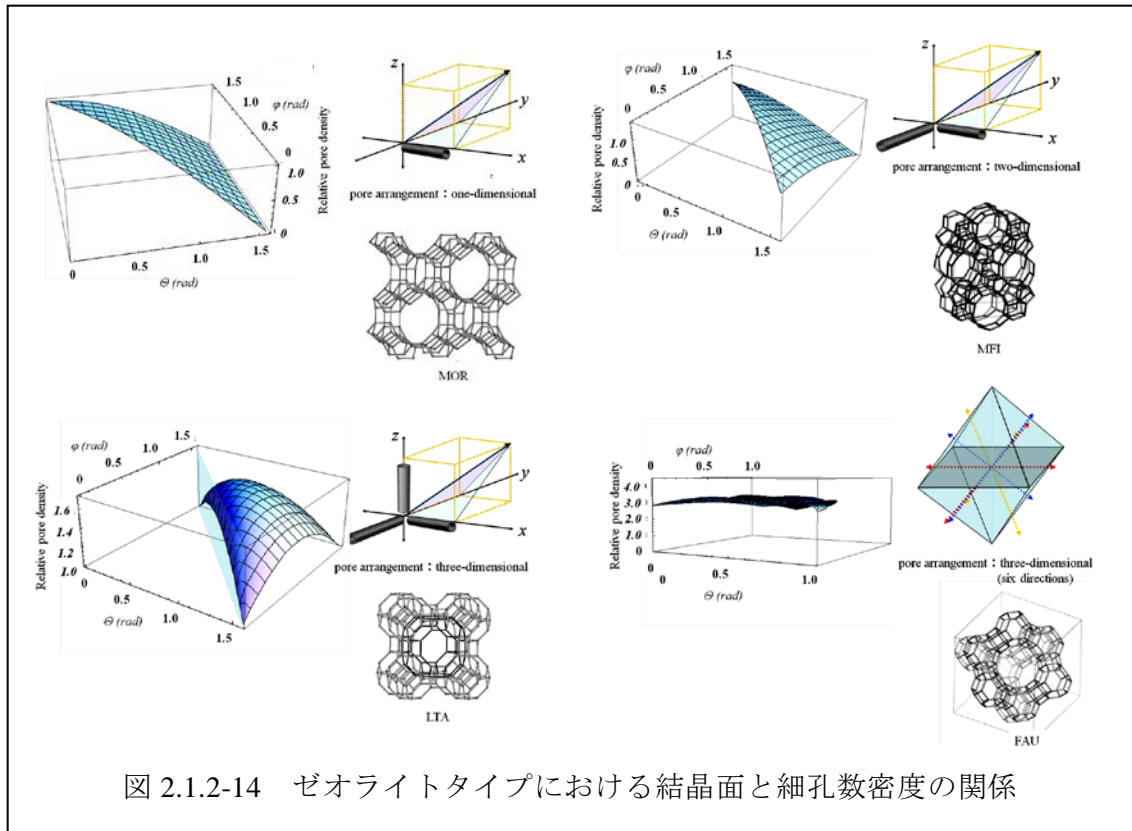 1.5
φ (rad)
1.0
0.5
0
1.0
0.5
0
Relative pore density
0
0.5
1.0
1.5
Θ (rad)
z
y
x
pore arrangement：one-dimensional
MOR
1.5
φ (rad)
1.0
0.5
0
Relative pore density
1.0
0.5
0
0
0.5
Θ (rad)
1.0
1.5
z
y
x
pore arrangement：two-dimensional
MFI
1.5
φ (rad)
1.0
0.5
0
Relative pore density
1.6
1.4
1.2
1.0
0
0.5
Θ (rad)
1.0
1.5
z
y
x
pore arrangement：three-dimensional
LTA
0
0.5
1.0
φ (rad)
Relative pore density
4.0
3.0
2.0
1.0
0
0
0.5
1.0
Θ (rad)
pore arrangement：three-dimensional
(six directions)
FAU
図 2.1.2-14　ゼオライトタイプにおける結晶面と細孔数密度の関係